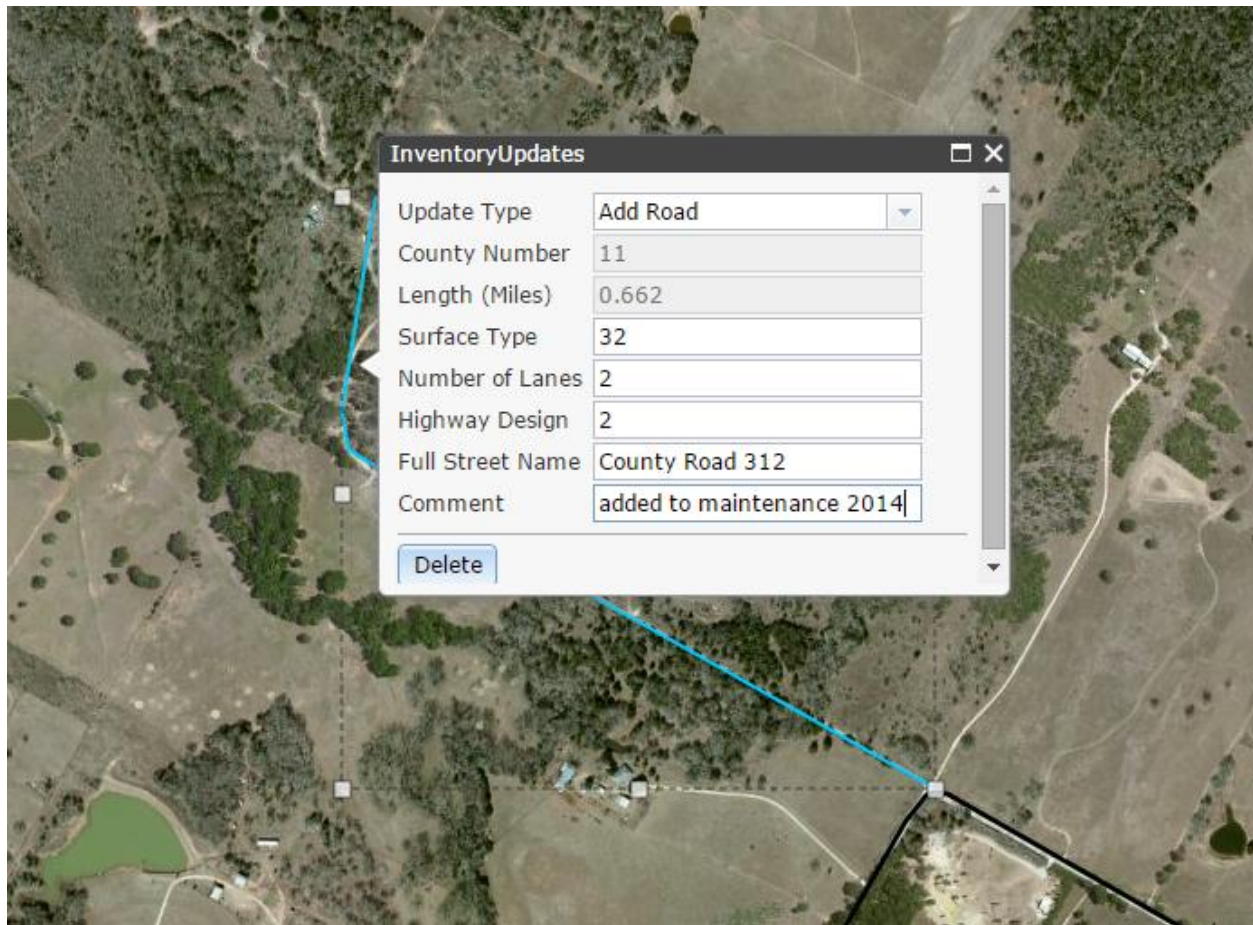 InventoryUpdates
Update Type Add Road
County Number 11
Length (Miles) 0.662
Surface Type 32
Number of Lanes 2
Highway Design 2
Full Street Name County Road 312
Comment added to maintenance 2014
Delete